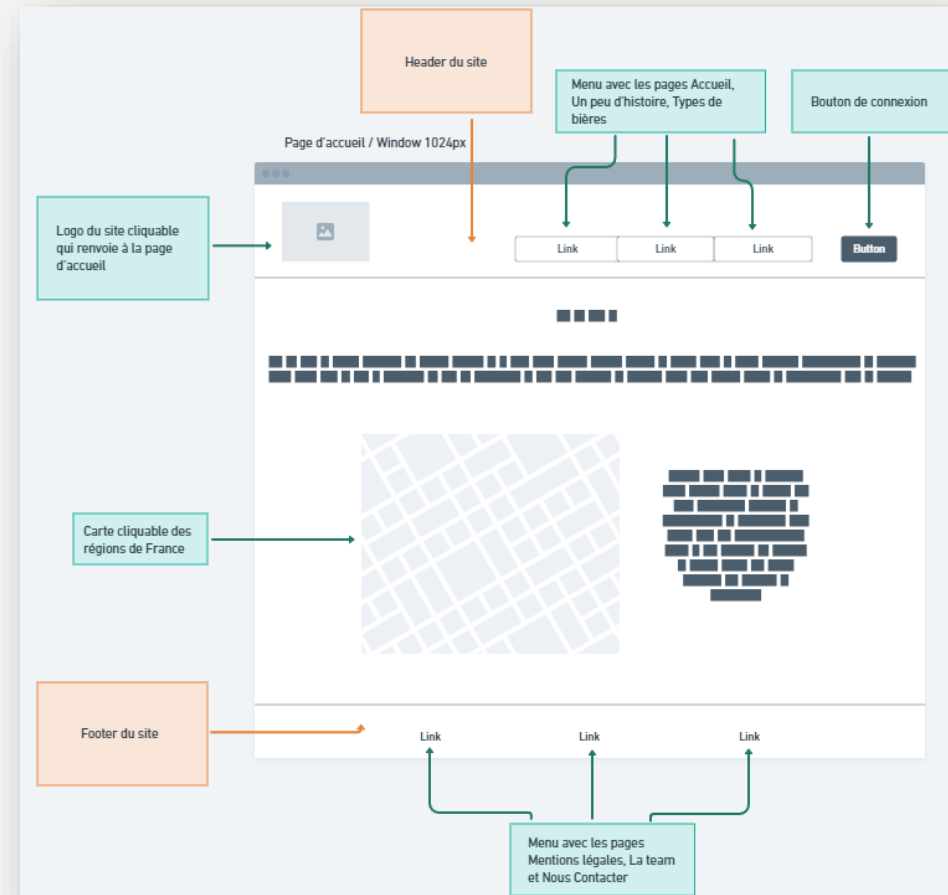 Header du site
Menu avec les pages Accueil,
Un peu d'histoire, Types de
bières
Bouton de connexion
Page d'accueil / Window 1024px
Logo du site cliquable
qui renvoie à la page
d'accueil
Link
Link
Link
Button
Carte cliquable des
régions de France
Footer du site
Link
Link
Link
Menu avec les pages
Mentions légales, La team
et Nous Contacter